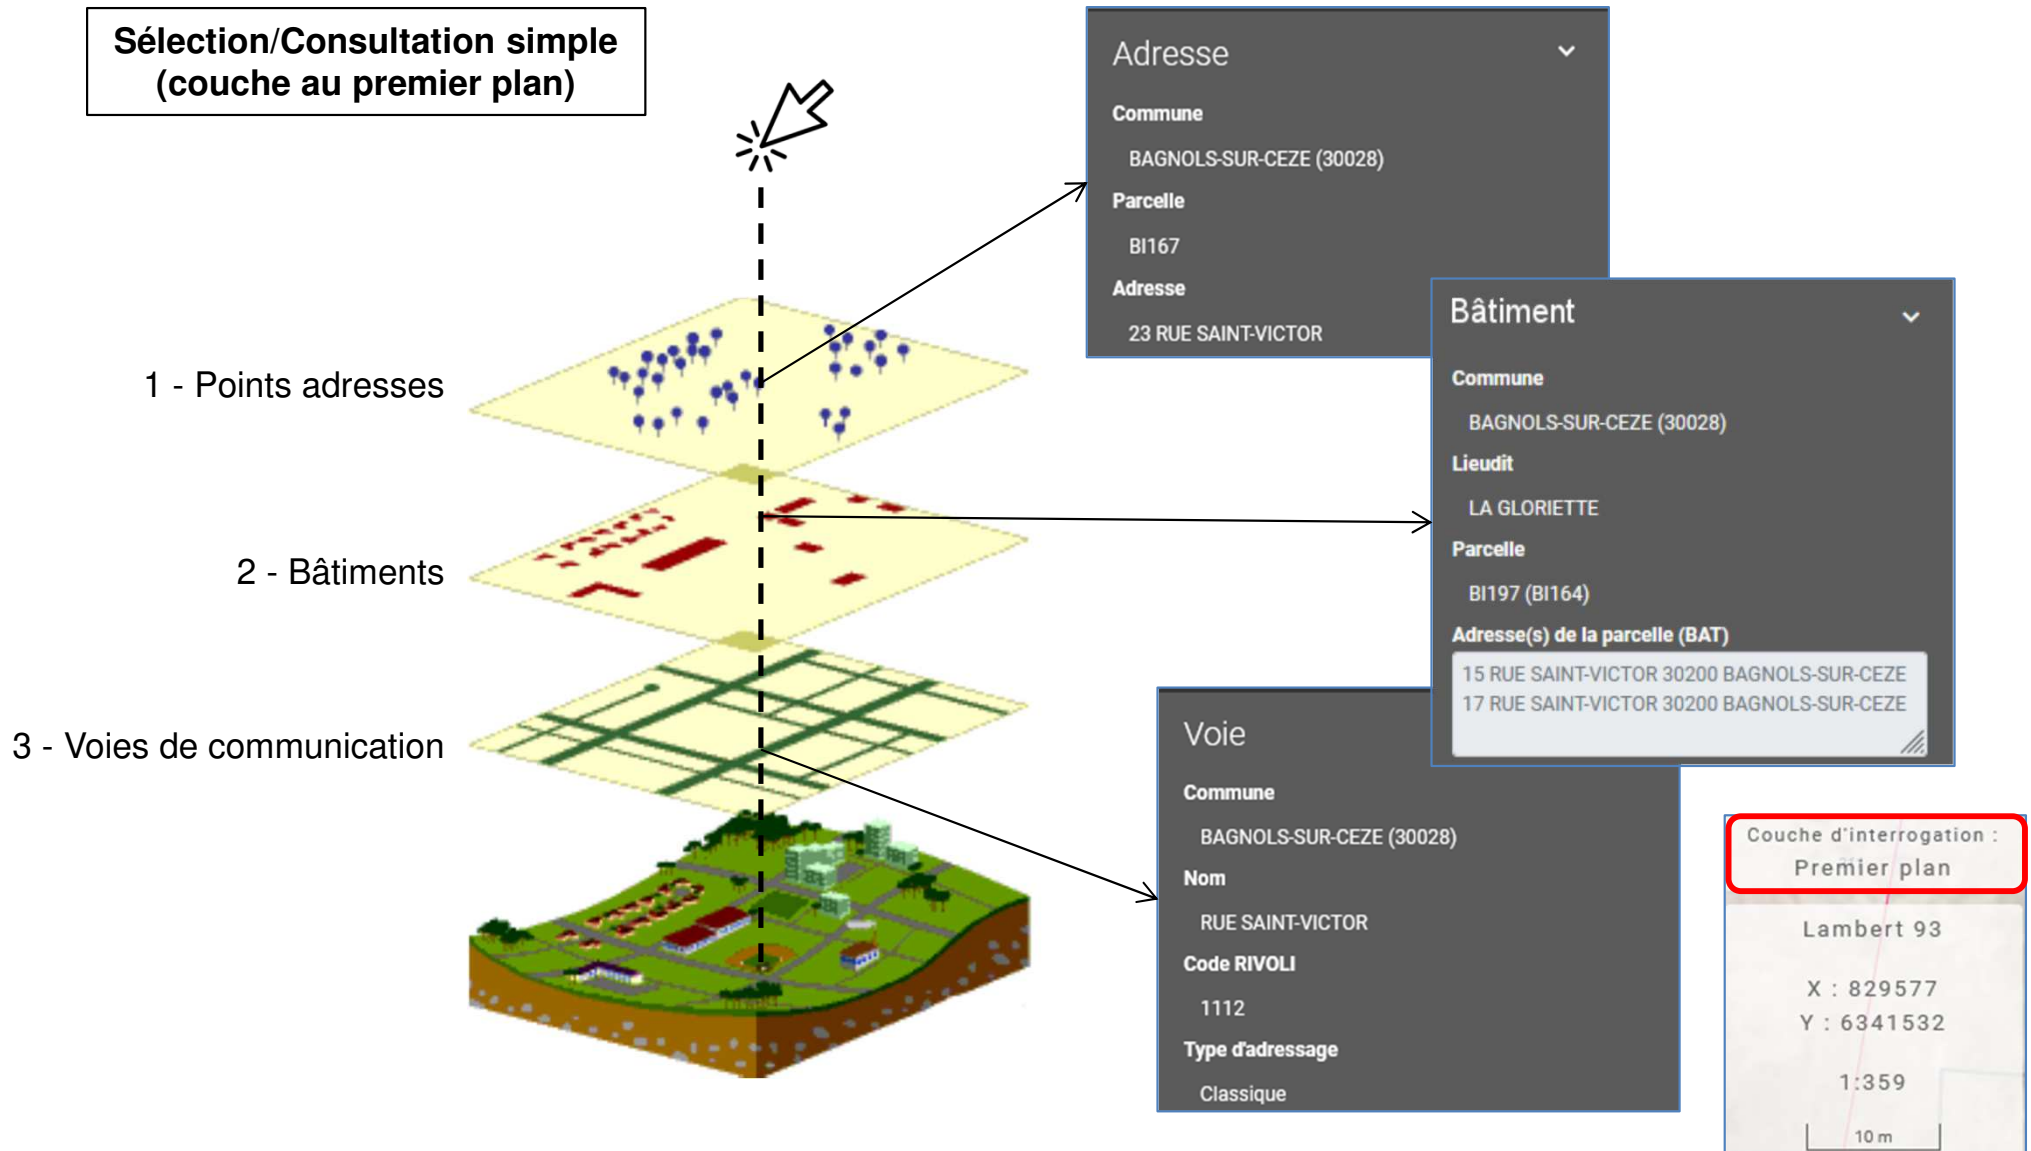 Sélection/Consultation simple
(couche au premier plan)
1 - Points adresses
2 - Bâtiments
3 - Voies de communication
Adresse
Commune
BAGNOLS-SUR-CEZE (30028)
Parcelle
BI167
Adresse
23 RUE SAINT-VICTOR
Bâtiment
Commune
BAGNOLS-SUR-CEZE (30028)
Lieudit
LA GLORIETTE
Parcelle
BI197 (BI164)
Adresse(s) de la parcelle (BAT)
15 RUE SAINT-VICTOR 30200 BAGNOLS-SUR-CEZE
17 RUE SAINT-VICTOR 30200 BAGNOLS-SUR-CEZE
Voie
Commune
BAGNOLS-SUR-CEZE (30028)
Nom
RUE SAINT-VICTOR
Code RIVOLI
1112
Type d'adressage
Classique
Couche d'interrogation :
Premier plan
Lambert 93
X : 829577
Y : 6341532
1:359
10 m